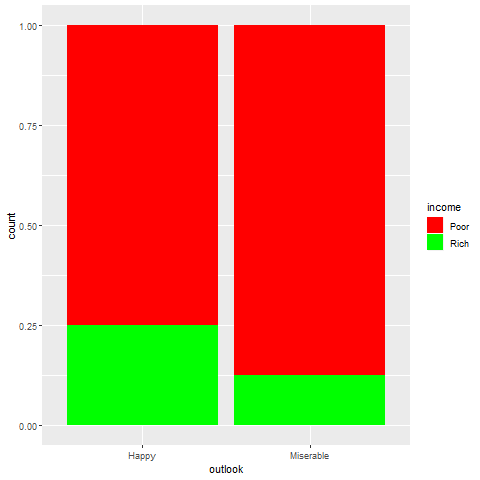 1.00
0.75
0.50
0.25
0.00
count
Happy
Miserable
outlook
income
Poor
Rich